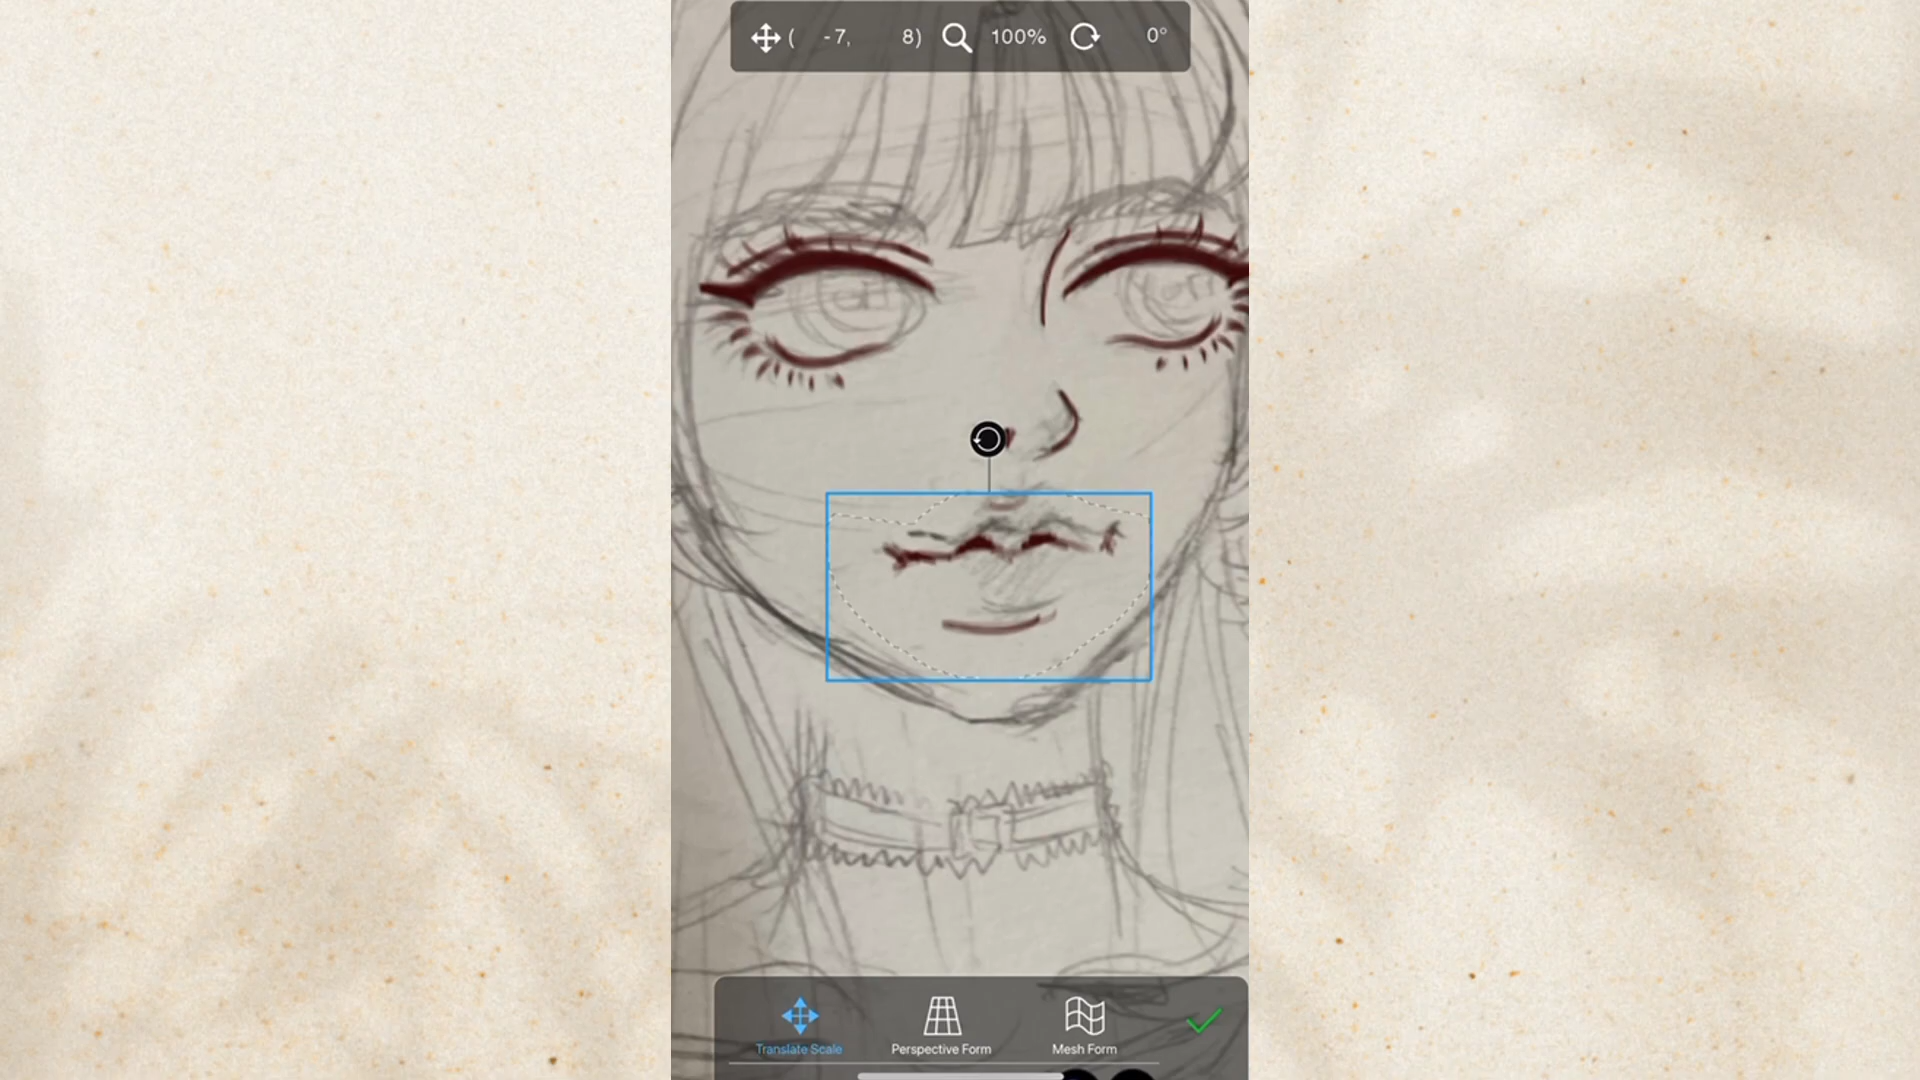 ( -7, 8) 100% 0°
Translate Scale Perspective Form Mesh Form